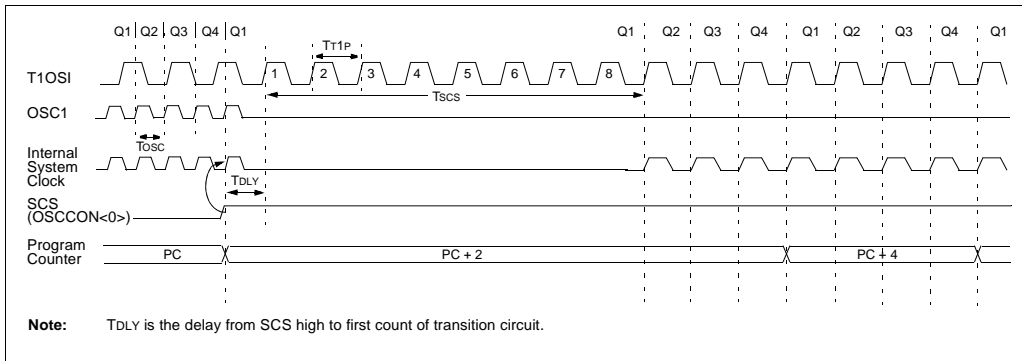 Q1 Q2 Q3 Q4 Q1 Q1 Q2 Q3 Q4 Q1 Q2 Q3 Q4 Q1
TT1P
T1OSI
1 2 3 4 5 6 7 8
TSCS
OSC1
TOSC
Internal
System
Clock
TDLY
SCS
(OSCCON<0>)
Program
Counter
PC PC + 2 PC + 4
Note: TDLY is the delay from SCS high to first count of transition circuit.